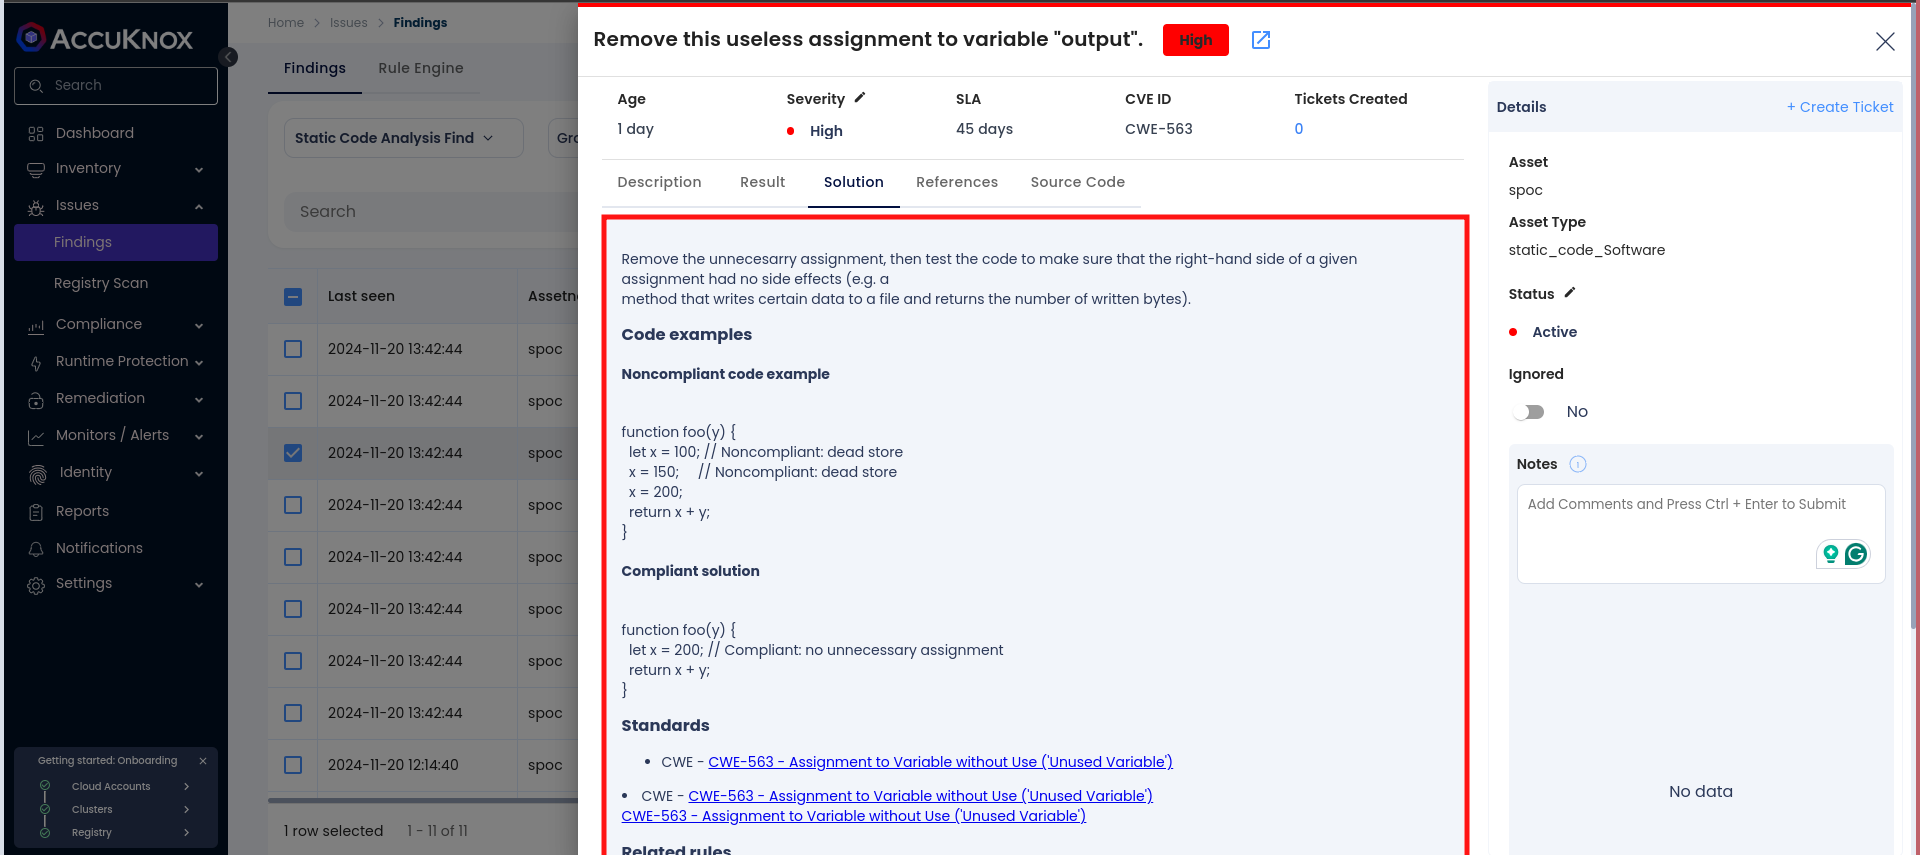 ACCUKNOX
Search
Dashboard
Inventory
Issues
Findings
Registry Scan
Compliance
Runtime Protection
Remediation
Monitors / Alerts
Identity
Reports
Notifications
Settings
Getting started: Onboarding
Cloud Accounts
Clusters
Registry
Home > Issues > Findings
Findings Rule Engine
Static Code Analysis Find
Gro
Search
Last seen Assetn
2024-11-20 13:42:44 spoc
2024-11-20 13:42:44 spoc
2024-11-20 13:42:44 spoc
2024-11-20 13:42:44 spoc
2024-11-20 13:42:44 spoc
2024-11-20 13:42:44 spoc
2024-11-20 13:42:44 spoc
2024-11-20 13:42:44 spoc
2024-11-20 12:14:40 spoc
1 row selected 1 - 11 of 11
Remove this useless assignment to variable "output". High
Age Severity SLA CVE ID Tickets Created
1 day High 45 days CWE-563 0
Description Result Solution References Source Code
Remove the unnecesarry assignment, then test the code to make sure that the right-hand side of a given
assignment had no side effects (e.g. a
method that writes certain data to a file and returns the number of written bytes).
Code examples
Noncompliant code example
function foo(y) {
let x = 100; // Noncompliant: dead store
x = 150; // Noncompliant: dead store
x = 200;
return x + y;
}
Compliant solution
function foo(y) {
let x = 200; // Compliant: no unnecessary assignment
return x + y;
}
Standards
• CWE - CWE-563 - Assignment to Variable without Use ('Unused Variable')
• CWE - CWE-563 - Assignment to Variable without Use ('Unused Variable')
CWE-563 - Assignment to Variable without Use ('Unused Variable')
Related rules
Details + Create Ticket
Asset
spoc
Asset Type
static_code_Software
Status
Active
Ignored
No
Notes
Add Comments and Press Ctrl + Enter to Submit
No data